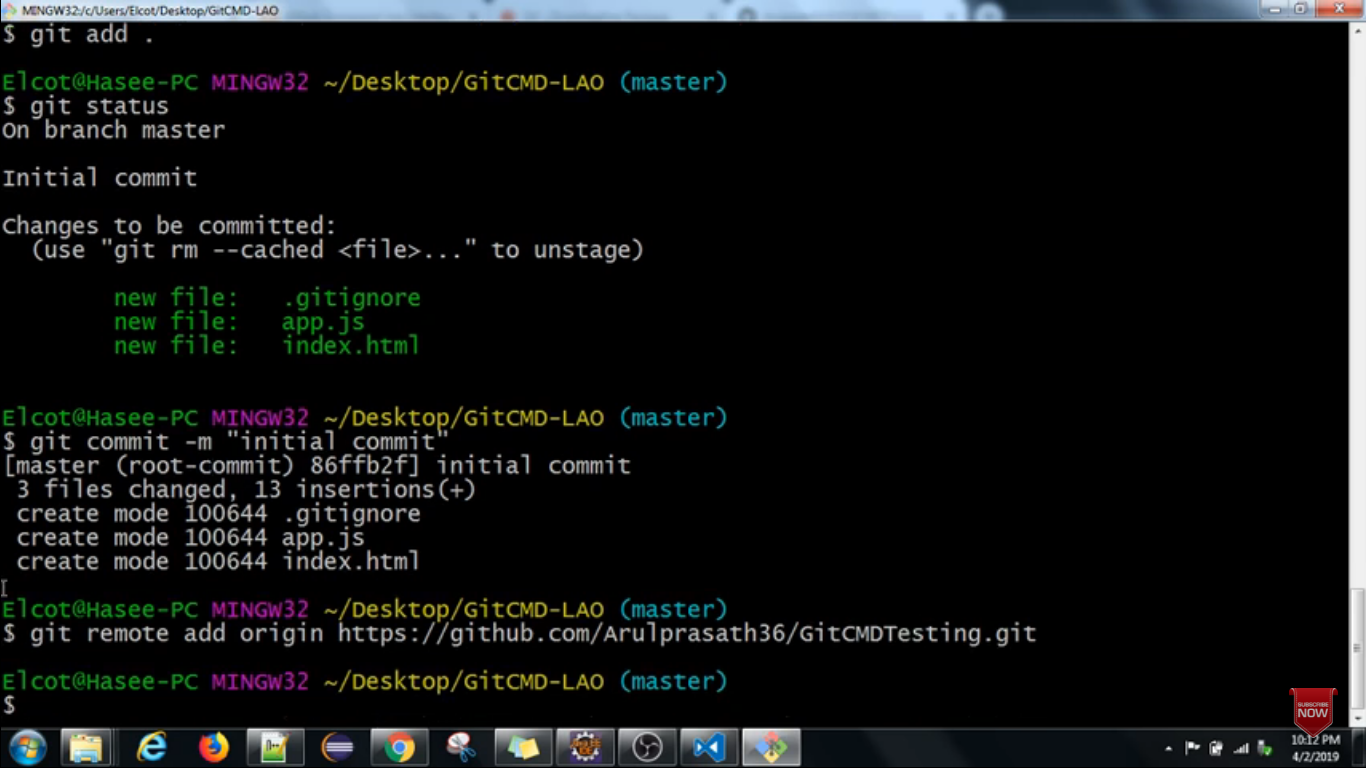 MINGW32:/c/Users/Elcot/Desktop/GitCMD-LAO
$ git add .
Elcot@Hasee-PC MINGW32 ~/Desktop/GitCMD-LAO (master)
$ git status
On branch master
Initial commit
Changes to be committed:
(use "git rm --cached <file>..." to unstage)
new file: .gitignore
new file: app.js
new file: index.html
Elcot@Hasee-PC MINGW32 ~/Desktop/GitCMD-LAO (master)
$ git commit -m "initial commit"
[master (root-commit) 86ffb2f] initial commit
3 files changed, 13 insertions(+)
create mode 100644 .gitignore
create mode 100644 app.js
create mode 100644 index.html
Elcot@Hasee-PC MINGW32 ~/Desktop/GitCMD-LAO (master)
$ git remote add origin https://github.com/Arulprasath36/GitCMDTesting.git
Elcot@Hasee-PC MINGW32 ~/Desktop/GitCMD-LAO (master)
$
SUBSCRIBE
NOW
10:12 PM
4/2/2019